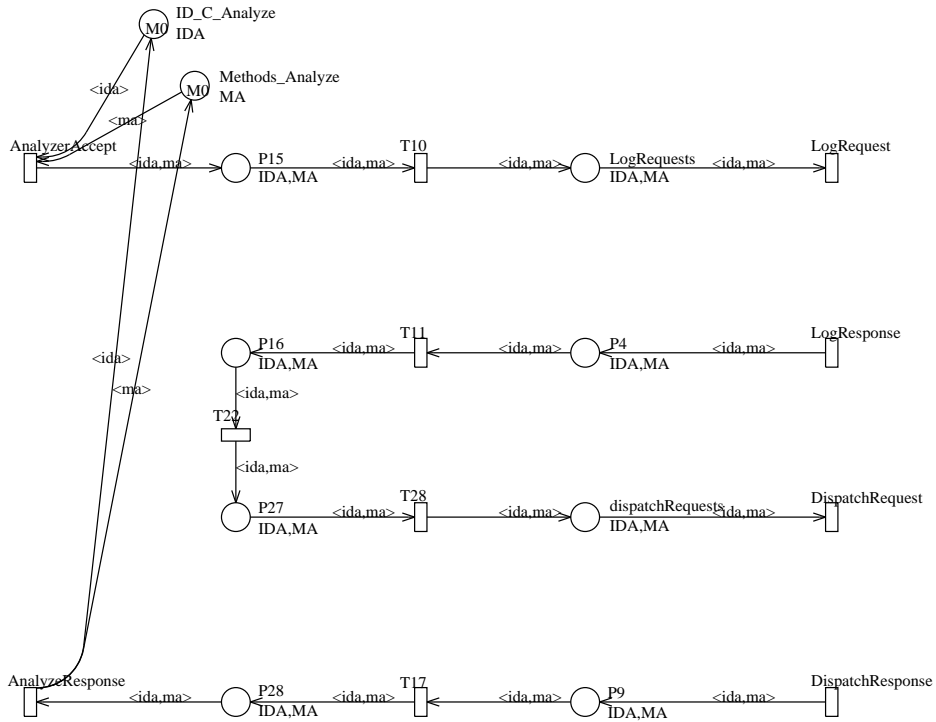 ID_C_Analyze
M0
IDA
Methods_Analyze
<ida>
M0
MA
<ma>
AnalyzerAccept
P15
T10
LogRequests
LogRequest
<ida,ma>
<ida,ma>
<ida,ma>
<ida,ma>
IDA,MA
IDA,MA
P16
T11
P4
LogResponse
<ida>
<ida,ma>
<ida,ma>
<ida,ma>
IDA,MA
IDA,MA
<ma>
<ida,ma>
T22
<ida,ma>
P27
T28
dispatchRequests
DispatchRequest
<ida,ma>
<ida,ma>
<ida,ma>
IDA,MA
IDA,MA
AnalyzeResponse
P28
T17
P9
DispatchResponse
<ida,ma>
<ida,ma>
<ida,ma>
<ida,ma>
IDA,MA
IDA,MA